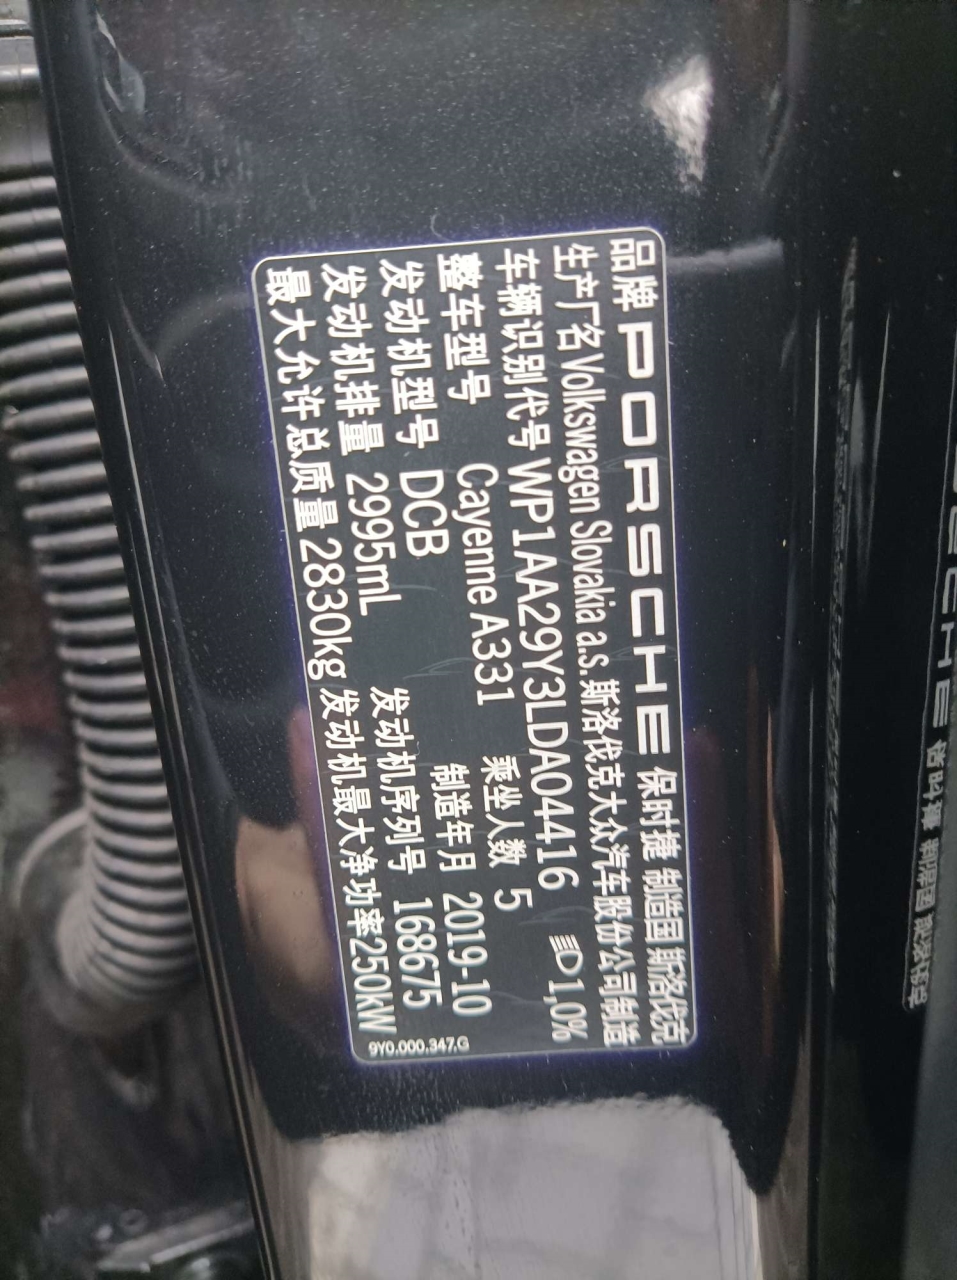 品牌 PORSCHE 保时捷 制造国 斯洛伐克
生产厂名 Volkswagen Slovakia a.s. 斯洛伐克大众汽车股份公司制造
车辆识别代号 WP1AA29Y3LDA04416 1,0%
整车型号 Cayenne A331 乘坐人数 5
发动机型号 DCB 制造年月 2019-10
发动机排量 2995mL 发动机序列号 168675
最大允许总质量 2830kg 发动机最大净功率250kW
9Y0.000.347.G